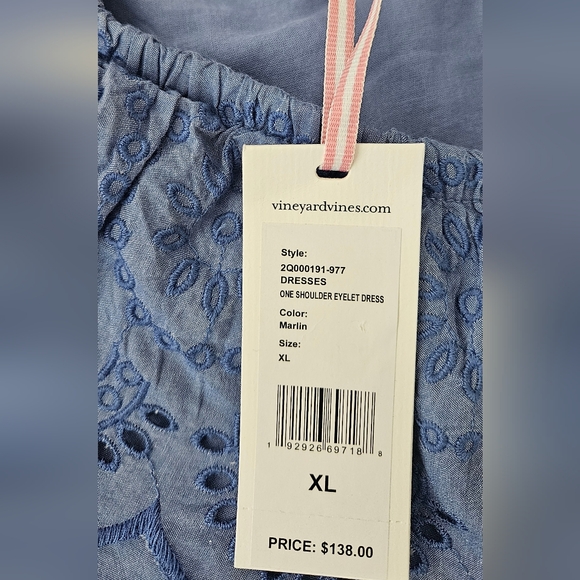 vineyardvines.com
Style:
2Q000191-977
DRESSES
ONE SHOULDER EYELET DRESS
Color:
Marlin
Size:
XL
1 92926 69718 8
XL
PRICE: $138.00